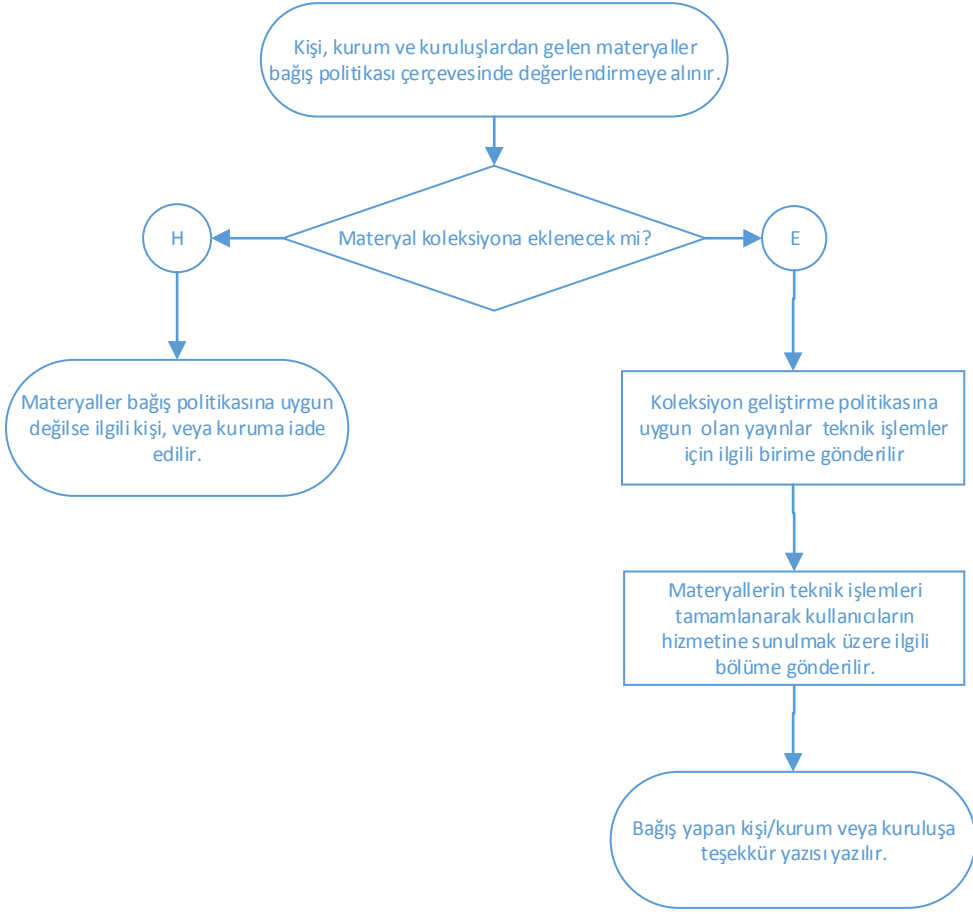 Kişi, kurum ve kuruluşlardan gelen materyaller
bağış politikası çerçevesinde değerlendirmeye alınır.
Materyal koleksiyona eklenecek mi?
H
E
Materyaller bağış politikasına uygun
değilse ilgili kişi, veya kuruma iade
edilir.
Koleksiyon geliştirme politikasına
uygun olan yayınlar teknik işlemler
için ilgili birime gönderilir
Materyallerin teknik işlemleri
tamamlanarak kullanıcıların
hizmetine sunulmak üzere ilgili
bölüme gönderilir.
Bağış yapan kişi/kurum veya kuruluşa
teşekkür yazısı yazılır.